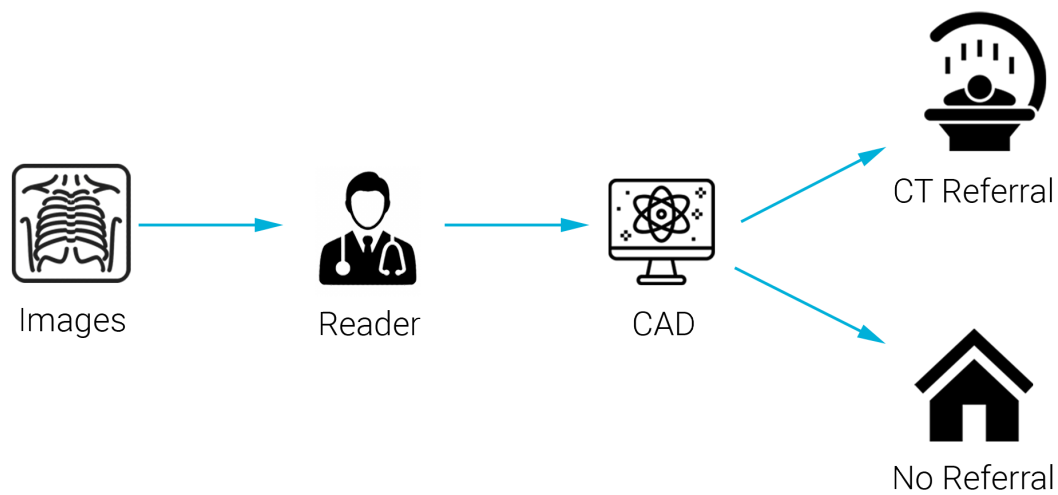 Images
Reader
CAD
CT Referral
No Referral